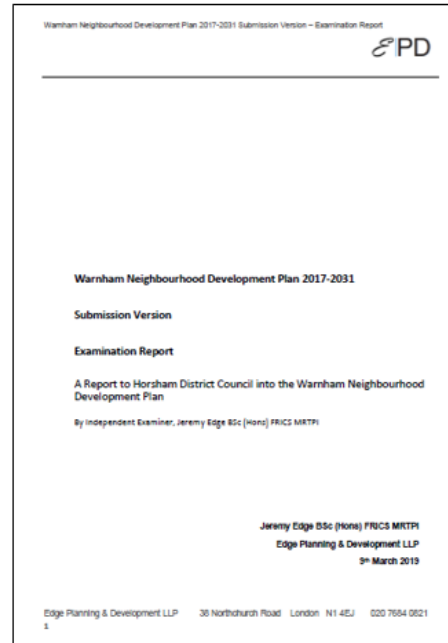 Warnham Neighbourhood Development Plan 2017-2031 Submission Version – Examination Report
EPD
Warnham Neighbourhood Development Plan 2017-2031
Submission Version
Examination Report
A Report to Horsham District Council into the Warnham Neighbourhood
Development Plan
By Independent Examiner, Jeremy Edge BSc (Hons) FRICS MRTPI
Jeremy Edge BSc (Hons) FRICS MRTPI
Edge Planning & Development LLP
9th March 2019
Edge Planning & Development LLP 38 Northchurch Road London N1 4EJ 020 7684 0821
1